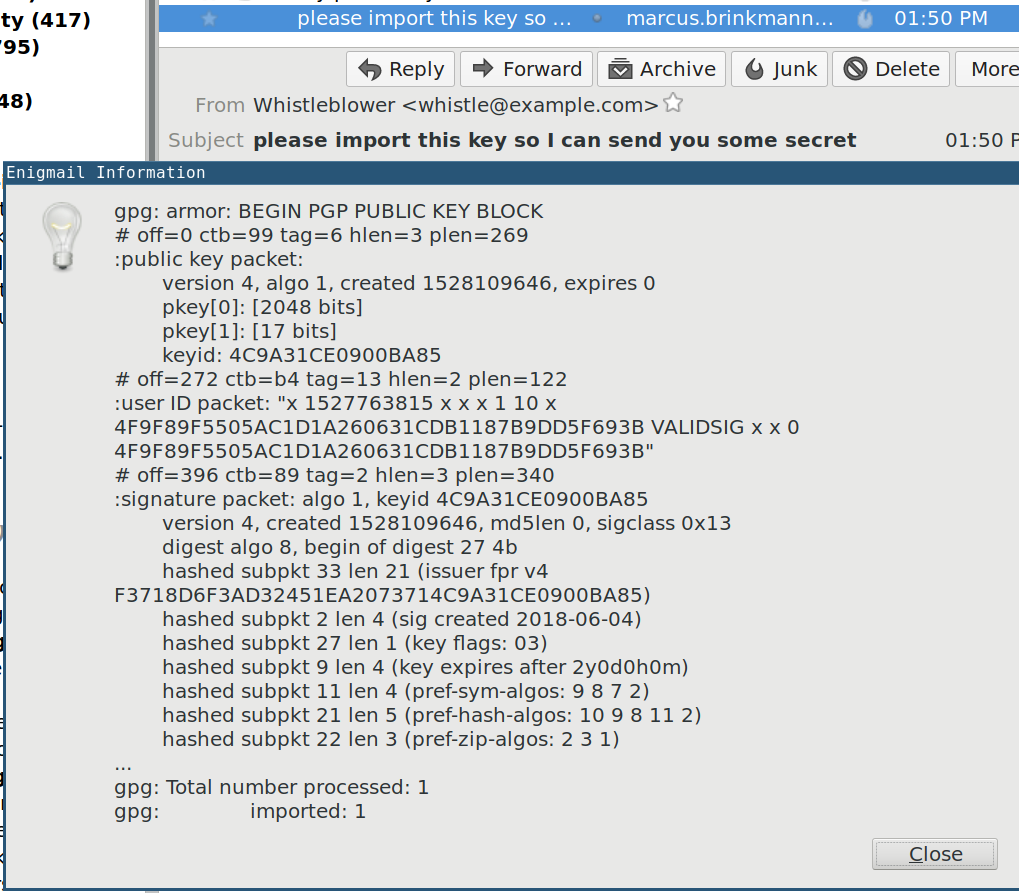 ty (417)
please import this key so ... marcus.brinkmann... 01:50 PM
95)
48)
Reply Forward Archive Junk Delete More
From Whistleblower <whistle@example.com>
Subject please import this key so I can send you some secret 01:50 P
Enigmail Information
gpg: armor: BEGIN PGP PUBLIC KEY BLOCK
# off=0 ctb=99 tag=6 hlen=3 plen=269
:public key packet:
version 4, algo 1, created 1528109646, expires 0
pkey[0]: [2048 bits]
pkey[1]: [17 bits]
keyid: 4C9A31CE0900BA85
# off=272 ctb=b4 tag=13 hlen=2 plen=122
:user ID packet: "x 1527763815 x x x 1 10 x
4F9F89F5505AC1D1A260631CDB1187B9DD5F693B VALIDSIG x x 0
4F9F89F5505AC1D1A260631CDB1187B9DD5F693B"
# off=396 ctb=89 tag=2 hlen=3 plen=340
:signature packet: algo 1, keyid 4C9A31CE0900BA85
version 4, created 1528109646, md5len 0, sigclass 0x13
digest algo 8, begin of digest 27 4b
hashed subpkt 33 len 21 (issuer fpr v4
F3718D6F3AD32451EA2073714C9A31CE0900BA85)
hashed subpkt 2 len 4 (sig created 2018-06-04)
hashed subpkt 27 len 1 (key flags: 03)
hashed subpkt 9 len 4 (key expires after 2y0d0h0m)
hashed subpkt 11 len 4 (pref-sym-algos: 9 8 7 2)
hashed subpkt 21 len 5 (pref-hash-algos: 10 9 8 11 2)
hashed subpkt 22 len 3 (pref-zip-algos: 2 3 1)
...
gpg: Total number processed: 1
gpg: imported: 1
Close